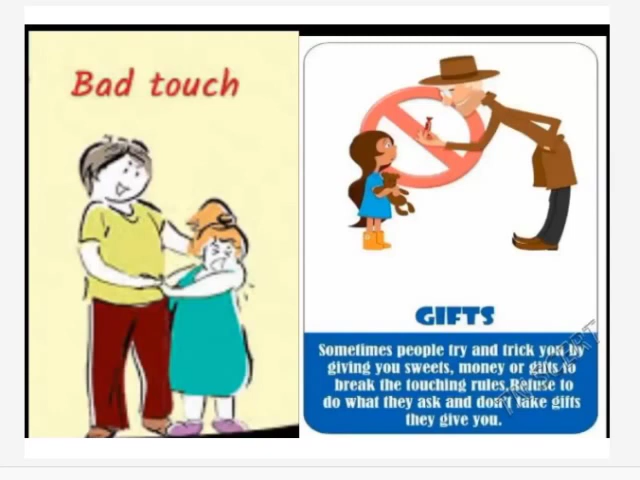 Bad touch
GIFTS
Sometimes people try and trick you by
giving you sweets, money or gifts to
break the touching rules.Refuse to
do what they ask and don't take gifts
they give you.